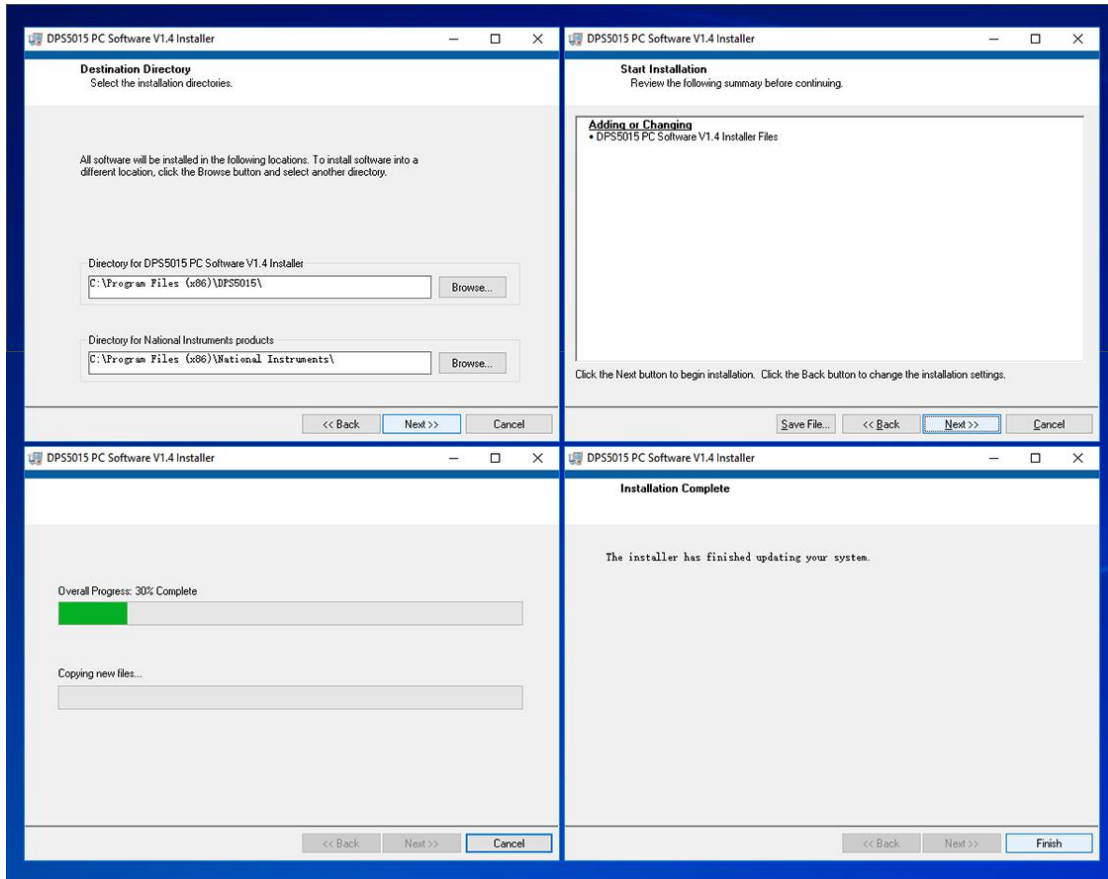 DPS5015 PC Software V1.4 Installer
Destination Directory
Select the installation directories.
All software will be installed in the following locations. To install software into a
different location, click the Browse button and select another directory.
Directory for DPS5015 PC Software V1.4 Installer
C:\Program Files (x86)\DPS5015\
Browse...
Directory for National Instruments products
C:\Program Files (x86)\National Instruments\
Browse...
<< Back Next >> Cancel
DPS5015 PC Software V1.4 Installer
Start Installation
Review the following summary before continuing.
Adding or Changing
• DPS5015 PC Software V1.4 Installer Files
Click the Next button to begin installation. Click the Back button to change the installation settings.
Save File... << Back Next >> Cancel
DPS5015 PC Software V1.4 Installer
Overall Progress: 30% Complete
Copying new files...
<< Back Next >> Cancel
DPS5015 PC Software V1.4 Installer
Installation Complete
The installer has finished updating your system.
<< Back Next >> Finish